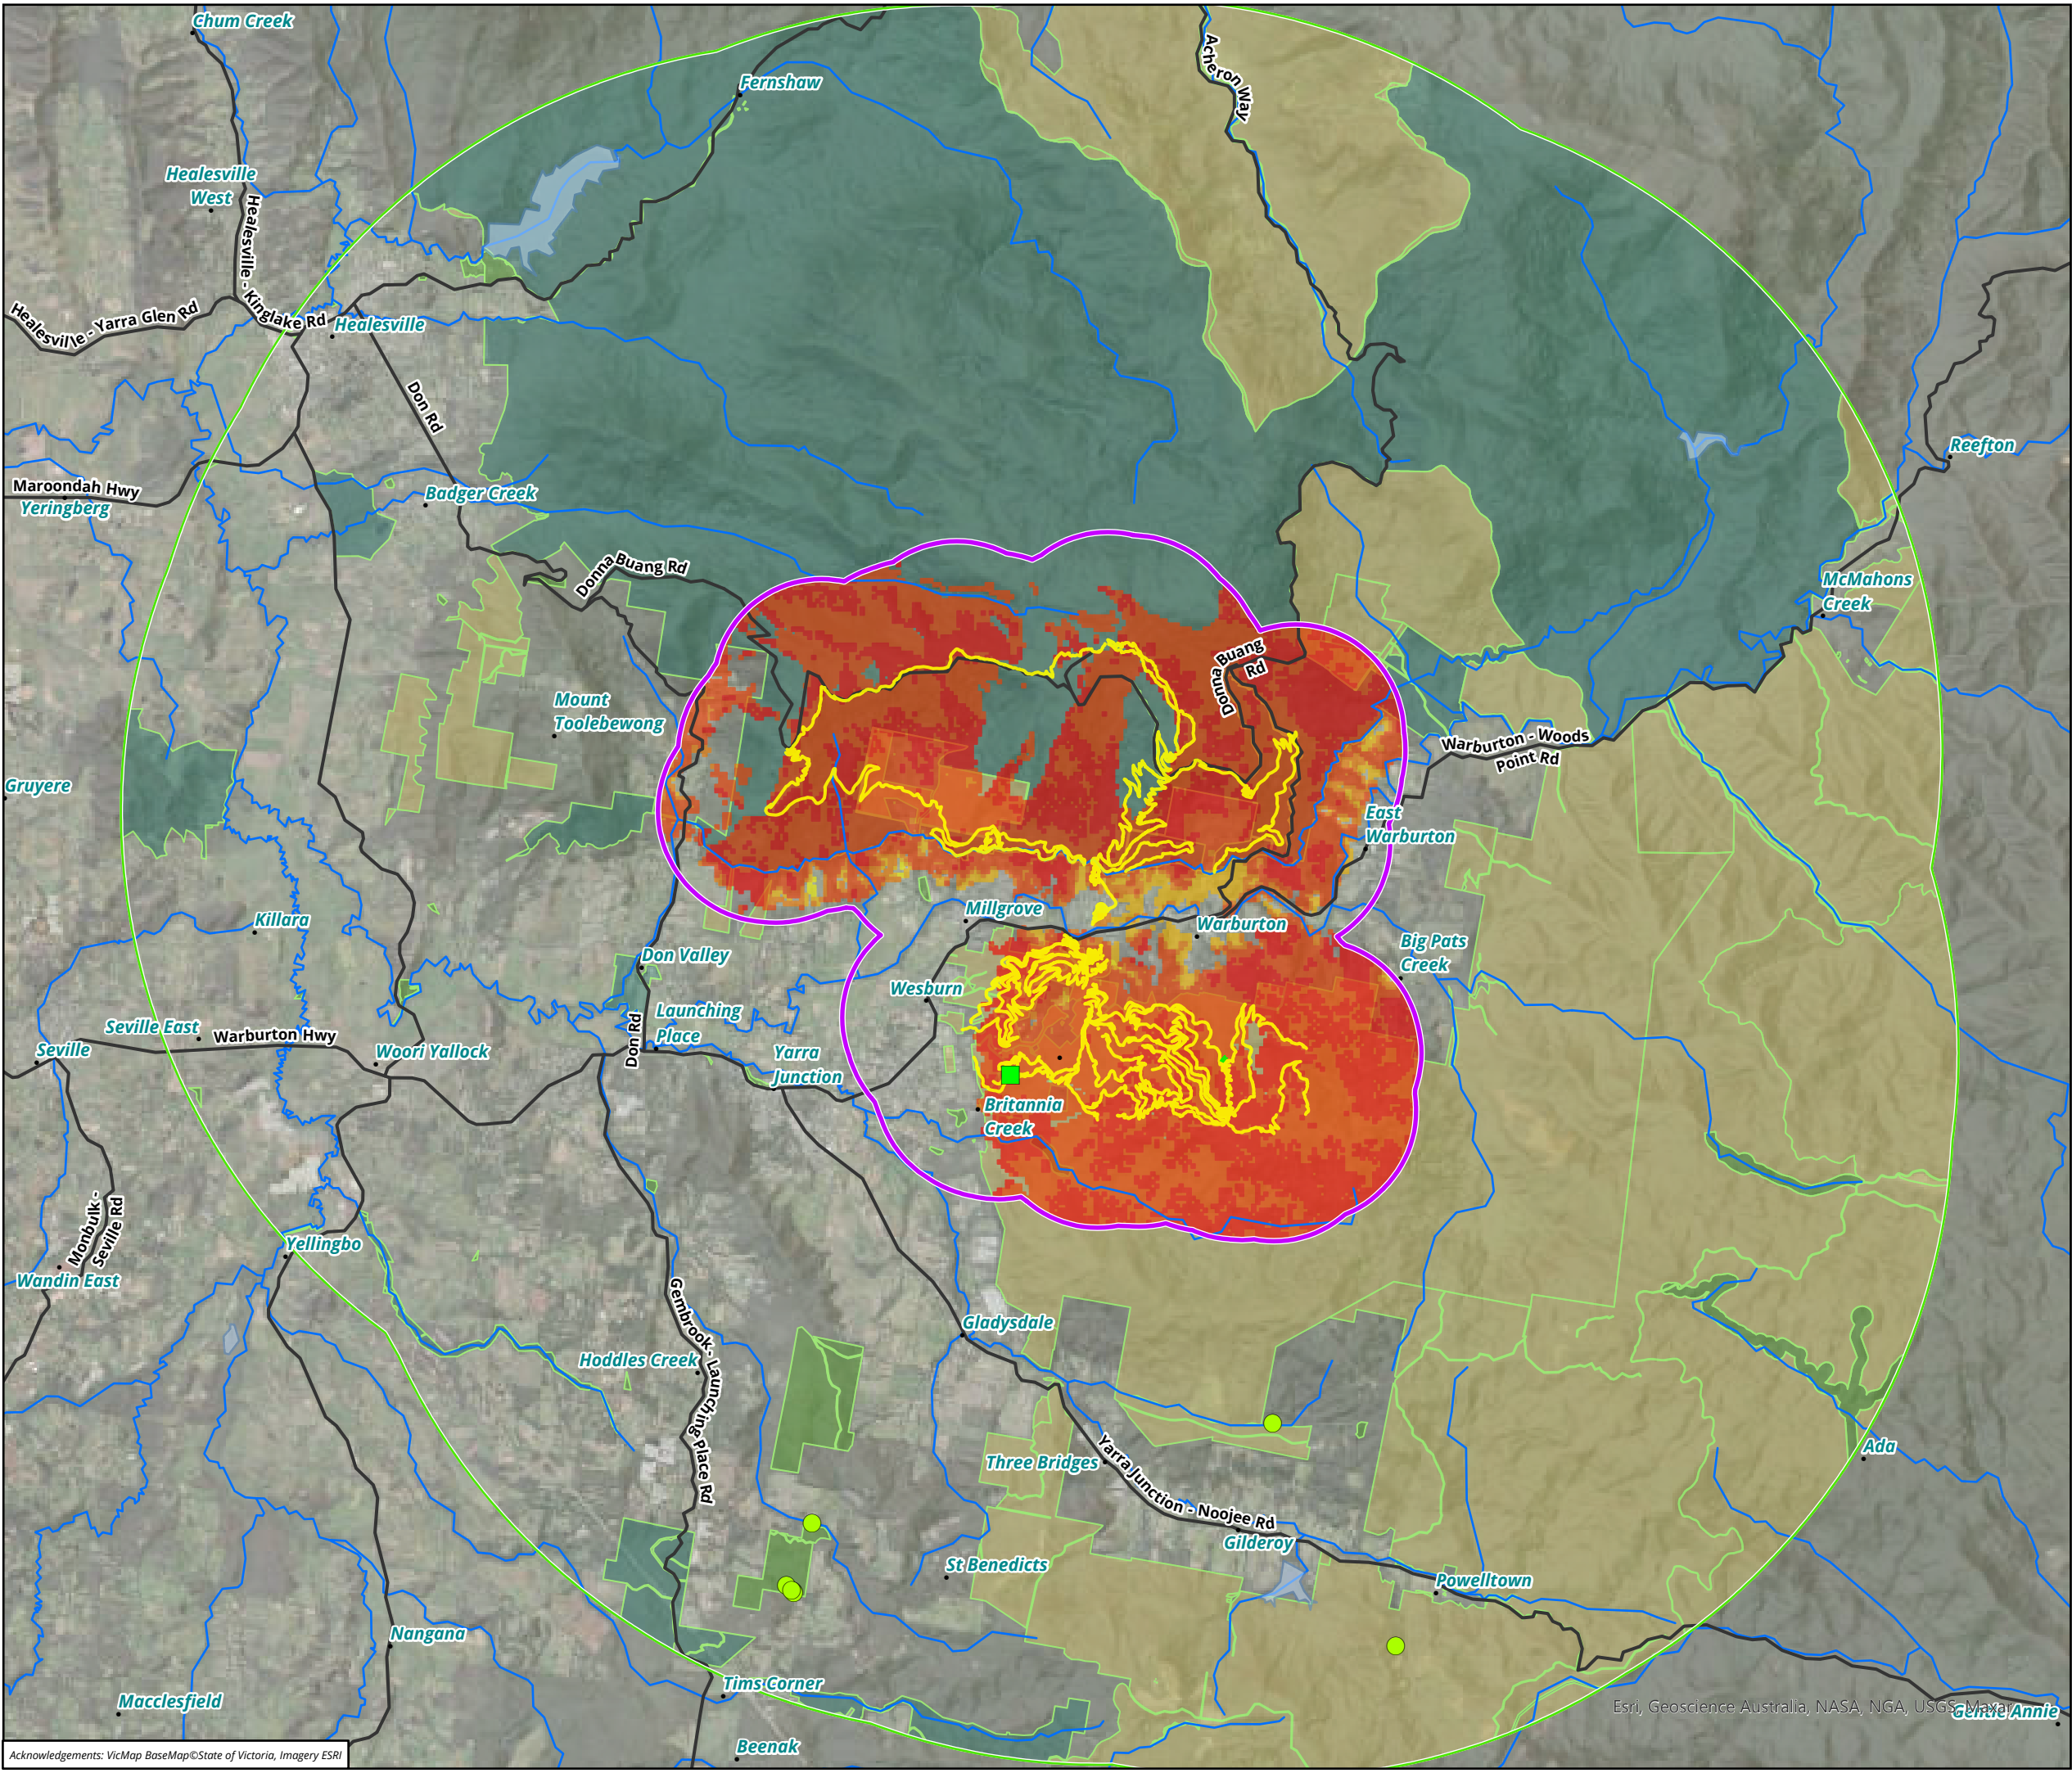 Chum Creek
Fernshaw
Acheron Way
Healesville
West
Healesville - Kinglake Rd
Healesville - Yarra Glen Rd
Healesville
Don Rd
Reefton
Maroondah Hwy
Yeringberg
Badger Creek
Donna Buang Rd
McMahons
Creek
Donna Buang
Rd
Mount
Toolebewong
Warburton - Woods
Point Rd
Gruyere
East
Warburton
Killara
Millgrove
Warburton
Big Pats
Creek
Don Valley
Wesburn
Launching
Place
Seville East
Warburton Hwy
Don Rd
Seville
Woori Yallock
Yarra
Junction
Britannia
Creek
Monbulk -
Seville Rd
Yellingbo
Wandin East
Gembrook - Launching Place Rd
Gladysdale
Hoddles Creek
Ada
Three Bridges
Yarra Junction - Noojee Rd
Gilderoy
St Benedicts
Powelltown
Nangana
Tims Corner
Macclesfield
Esri, Geoscience Australia, NASA, NGA, USGS, Maxar
Gentle Annie
Beenak
Acknowledgements: VicMap BaseMap©State of Victoria, Imagery ESRI